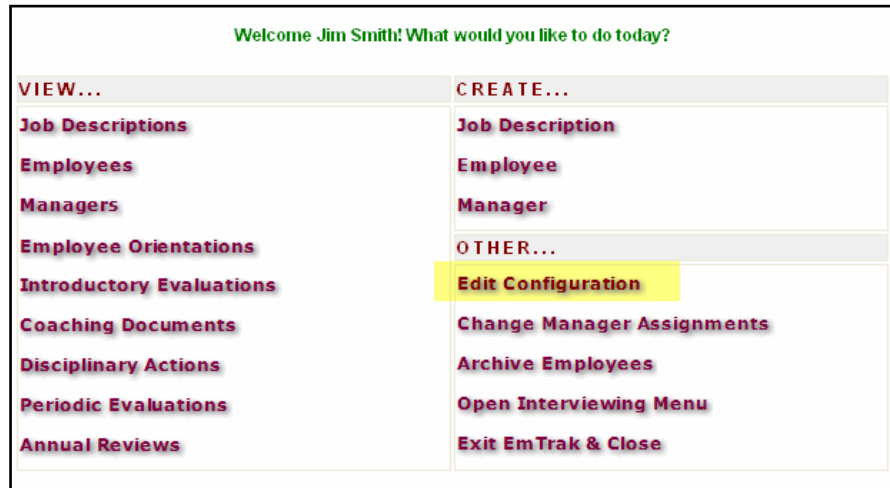 Welcome Jim Smith! What would you like to do today?
VIEW...
Job Descriptions
Employees
Managers
Employee Orientations
Introductory Evaluations
Coaching Documents
Disciplinary Actions
Periodic Evaluations
Annual Reviews
CREATE...
Job Description
Employee
Manager
OTHER...
Edit Configuration
Change Manager Assignments
Archive Employees
Open Interviewing Menu
Exit EmTrak & Close